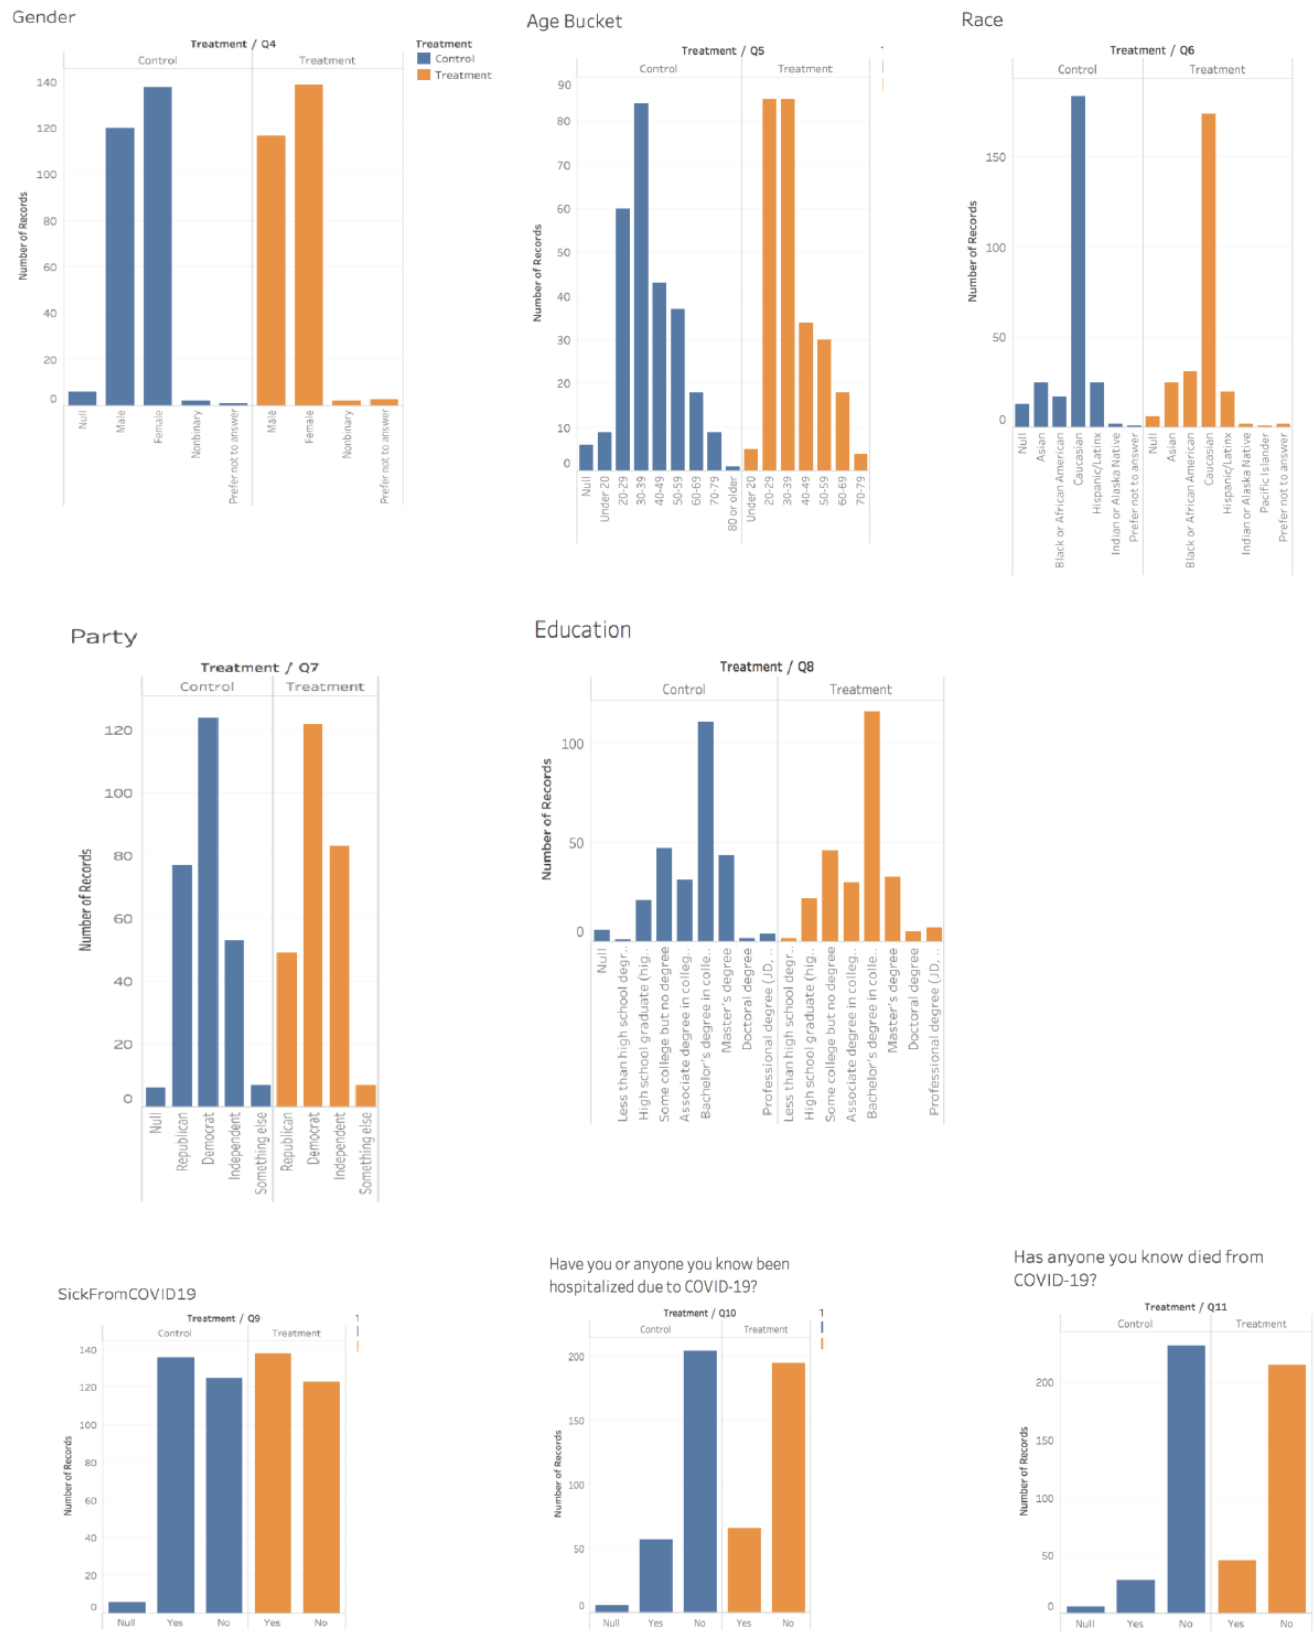 Gender
Treatment / Q4
Control
Treatment
140
120
100
80
60
40
20
0
Number of Records
Null
Male
Female
Nonbinary
Prefer not to answer
Male
Female
Nonbinary
Prefer not to answer
Treatment
Control
Treatment
Age Bucket
Treatment / Q5
Control
Treatment
90
80
70
60
50
40
30
20
10
0
Number of Records
Null
Under 20
20-29
30-39
40-49
50-59
60-69
70-79
80 or older
Under 20
20-29
30-39
40-49
50-59
60-69
70-79
Race
Treatment / Q6
Control
Treatment
150
100
50
0
Number of Records
Null
Asian
Black or African American
Caucasian
Hispanic/Latinx
Indian or Alaska Native
Prefer not to answer
Null
Asian
Black or African American
Caucasian
Hispanic/Latinx
Indian or Alaska Native
Pacific Islander
Prefer not to answer
Party
Treatment / Q7
Control
Treatment
120
100
80
60
40
20
0
Number of Records
Null
Republican
Democrat
Independent
Something else
Republican
Democrat
Independent
Something else
Education
Treatment / Q8
Control
Treatment
100
50
0
Number of Records
Null
Less than high school degr..
High school graduate (hig..
Some college but no degree
Associate degree in colleg..
Bachelor's degree in colle..
Master's degree
Doctoral degree
Professional degree (JD, ..
Less than high school degr..
High school graduate (hig..
Some college but no degree
Associate degree in colleg..
Bachelor's degree in colle..
Master's degree
Doctoral degree
Professional degree (JD, ..
SickFromCOVID19
Treatment / Q9
Control
Treatment
140
120
100
80
60
40
20
0
Number of Records
Null
Yes
No
Yes
No
Have you or anyone you know been
hospitalized due to COVID-19?
Treatment / Q10
Control
Treatment
200
150
100
50
0
Number of Records
Null
Yes
No
Yes
No
Has anyone you know died from
COVID-19?
Treatment / Q11
Control
Treatment
200
150
100
50
0
Number of Records
Null
Yes
No
Yes
No